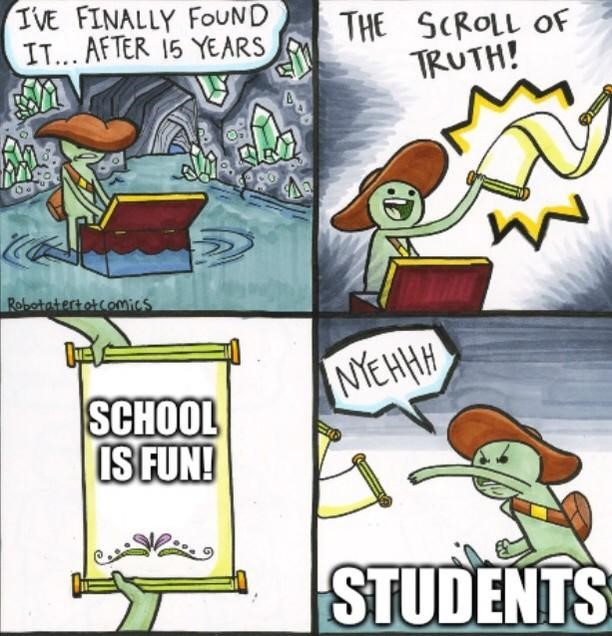 I'VE FINALLY FOUND
IT... AFTER 15 YEARS
THE SCROLL OF
TRUTH!
Robotatertotcomics
SCHOOL
IS FUN!
NYEHHH
STUDENTS